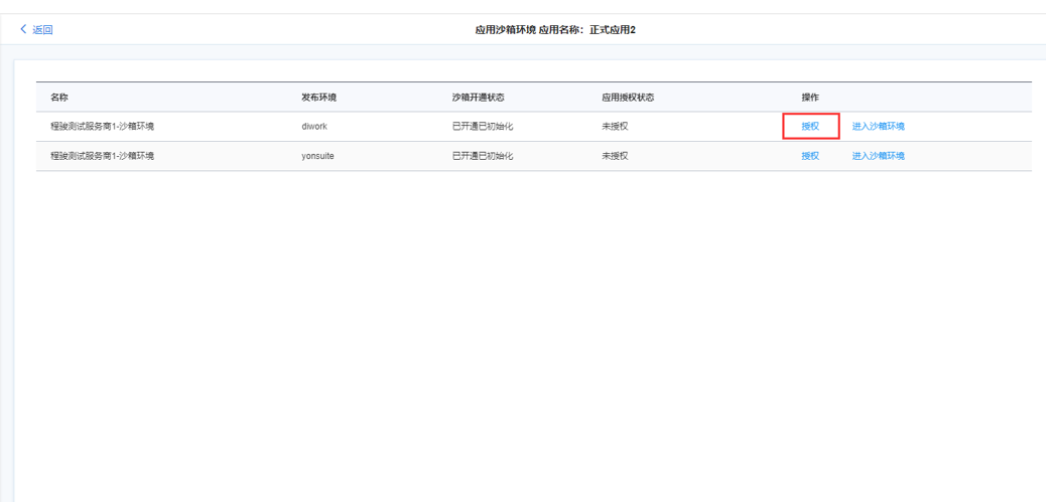 返回
应用沙箱环境 应用名称：正式应用2
名称 发布环境 沙箱开通状态 应用授权状态 操作
程骏测试服务商1-沙箱环境 diwork 已开通已初始化 未授权 授权 进入沙箱环境
程骏测试服务商1-沙箱环境 yonsuite 已开通已初始化 未授权 授权 进入沙箱环境